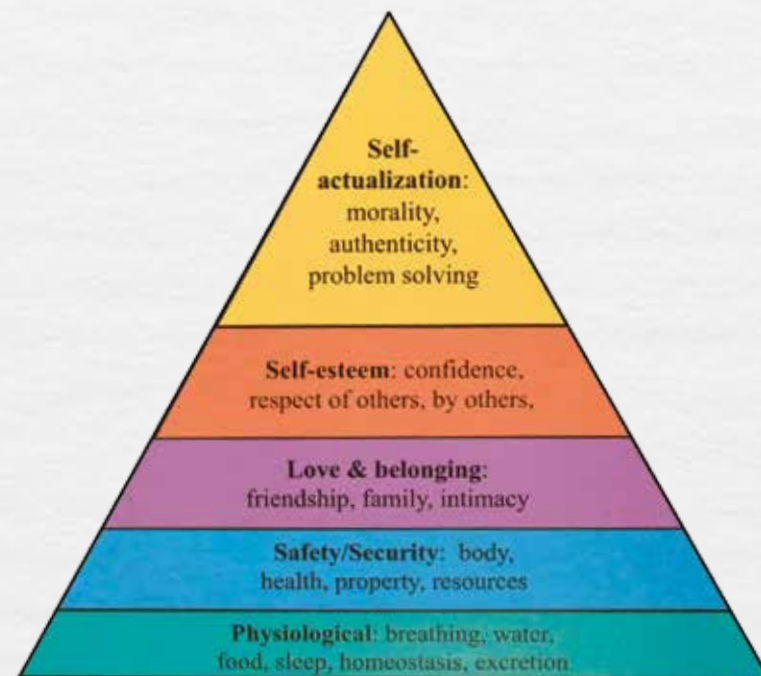 Self-
actualization:
morality,
authenticity,
problem solving
Self-esteem: confidence,
respect of others, by others,
Love & belonging:
friendship, family, intimacy
Safety/Security: body,
health, property, resources
Physiological: breathing, water,
food, sleep, homeostasis, excretion